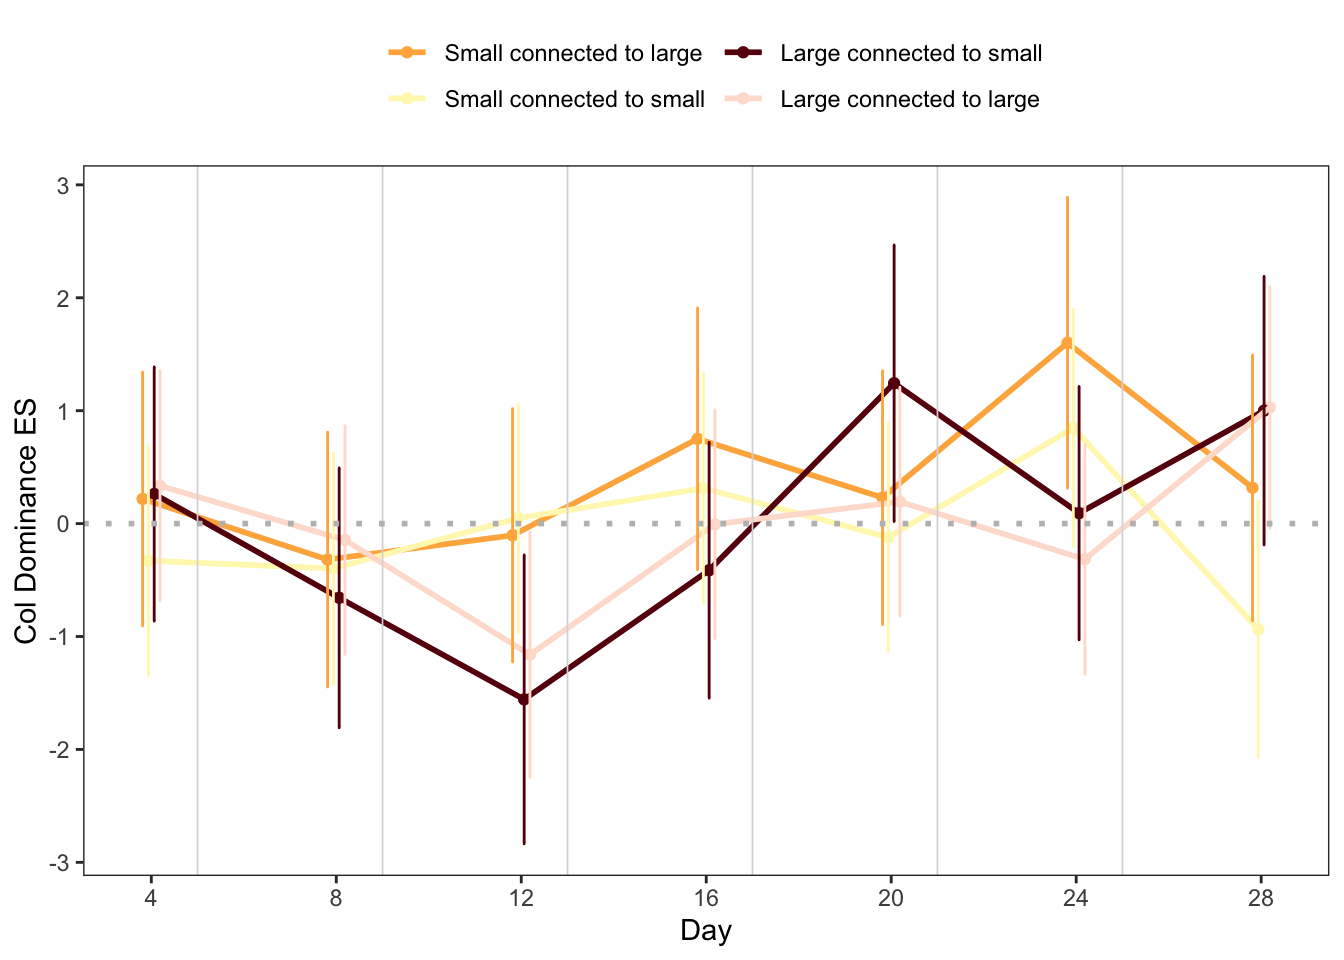 Small connected to large Large connected to small
Small connected to small Large connected to large
3
2
1
0
-1
-2
-3
Col Dominance ES
4 8 12 16 20 24 28
Day